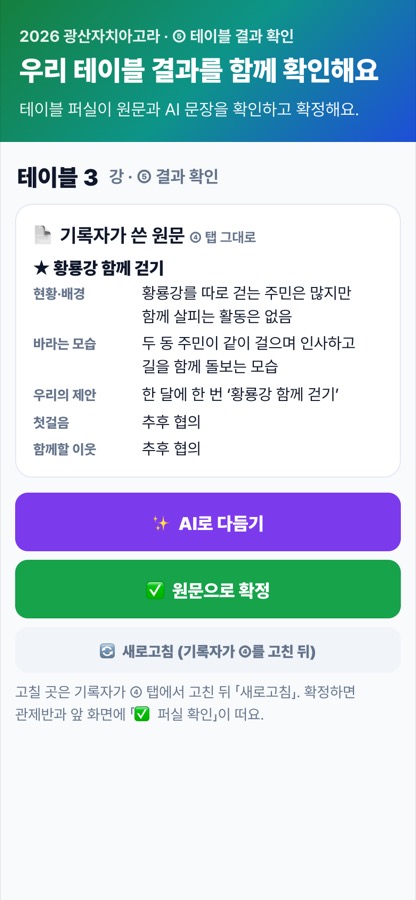 2026 광산자치아고라 · ⑤ 테이블 결과 확인
우리 테이블 결과를 함께 확인해요
테이블 퍼실이 원문과 AI 문장을 확인하고 확정해요.
테이블 3 강 · ⑤ 결과 확인
기록자가 쓴 원문 ④ 탭 그대로
★ 황룡강 함께 걷기
현황·배경 황룡강를 따로 걷는 주민은 많지만
함께 살피는 활동은 없음
바라는 모습 두 동 주민이 같이 걸으며 인사하고
길을 함께 돌보는 모습
우리의 제안 한 달에 한 번 ‘황룡강 함께 걷기’
첫걸음 추후 협의
함께할 이웃 추후 협의
✨ AI로 다듬기
✅ 원문으로 확정
🔄 새로고침 (기록자가 ④를 고친 뒤)
고칠 곳은 기록자가 ④ 탭에서 고친 뒤 「새로고침」. 확정하면
관제반과 앞 화면에 「✅ 퍼실 확인」이 떠요.